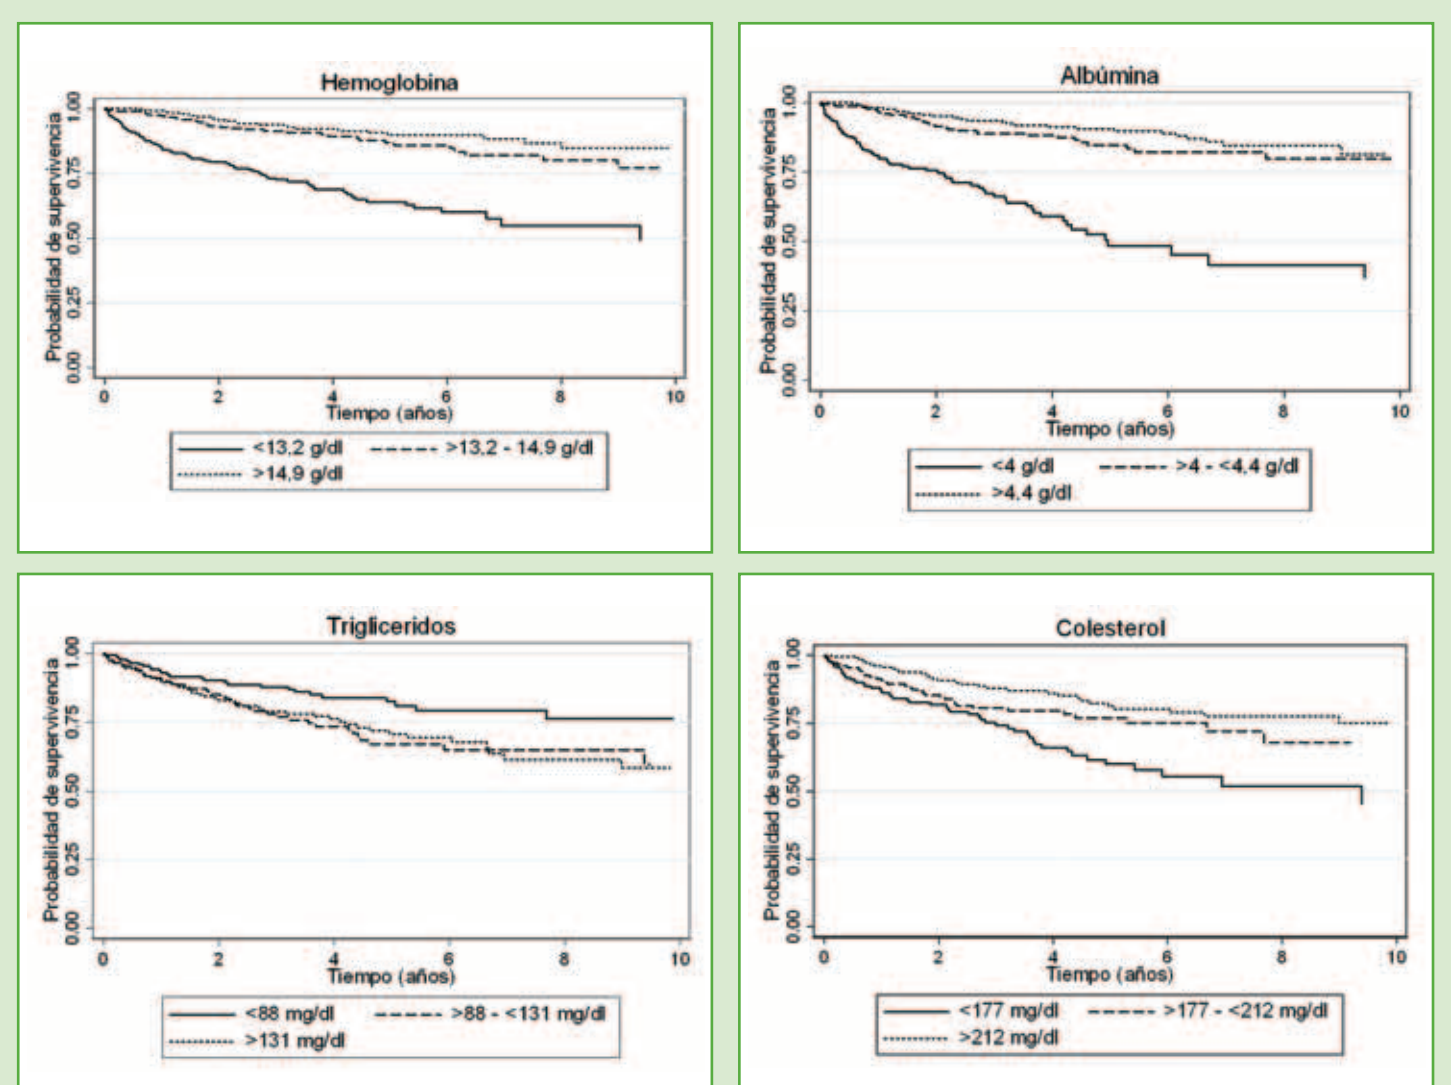 Hemoglobina
Probabilidad de supervivencia
1.00
0.75
0.50
0.25
0.00
0 2 4 6 8 10
Tiempo (años)
<13.2 g/dl >13.2 - 14.9 g/dl
>14.9 g/dl
Albúmina
Probabilidad de supervivencia
1.00
0.75
0.50
0.25
0.00
0 2 4 6 8 10
Tiempo (años)
<4 g/dl >4 - <4.4 g/dl
>4.4 g/dl
Trigliceridos
Probabilidad de supervivencia
1.00
0.75
0.50
0.25
0.00
0 2 4 6 8 10
Tiempo (años)
<88 mg/dl >88 - <131 mg/dl
>131 mg/dl
Colesterol
Probabilidad de supervivencia
1.00
0.75
0.50
0.25
0.00
0 2 4 6 8 10
Tiempo (años)
<177 mg/dl >177 - <212 mg/dl
>212 mg/dl